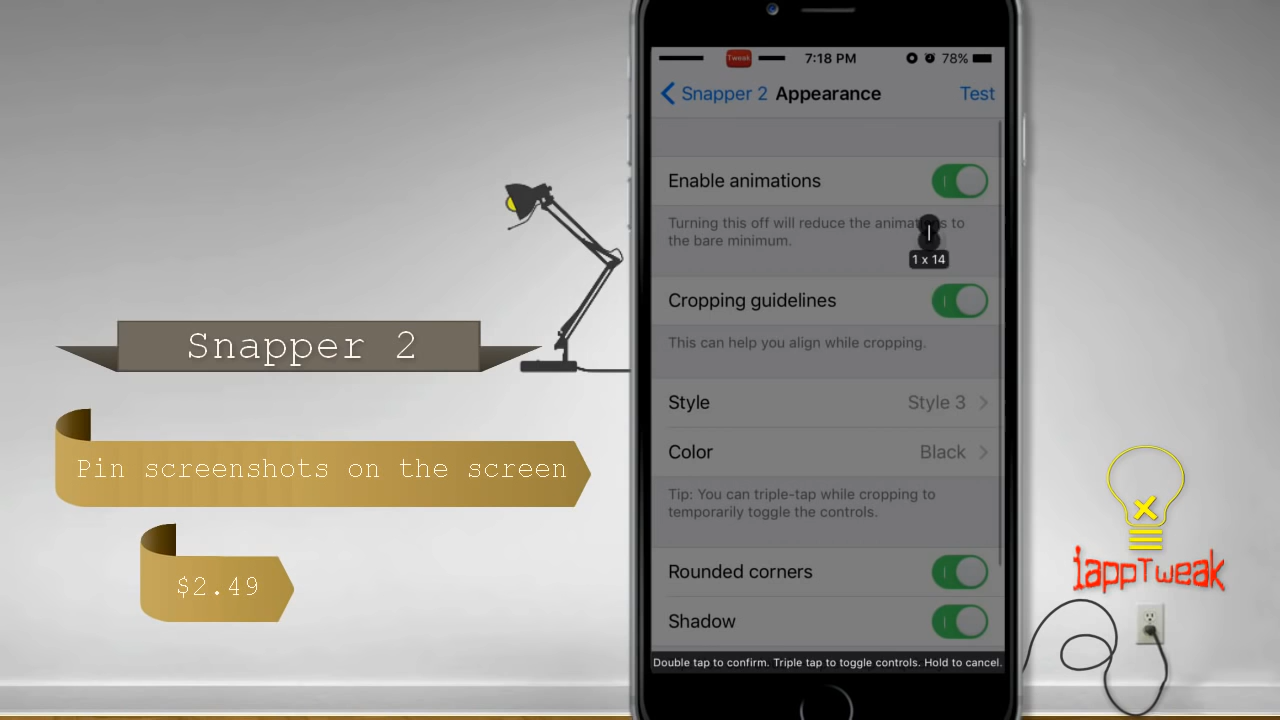 Snapper 2
Pin screenshots on the screen
$2.49
Tweak 7:18 PM 78%
Snapper 2 Appearance Test
Enable animations
Turning this off will reduce the to
the bare minimum.
1 x 14
Cropping guidelines
This can help you align while cropping.
Style Style 3
Color Black
Tip: You can triple-tap while cropping to
temporarily toggle the controls.
Rounded corners
Shadow
Double tap to confirm. Triple tap to toggle controls. Hold to cancel.
iappTweak